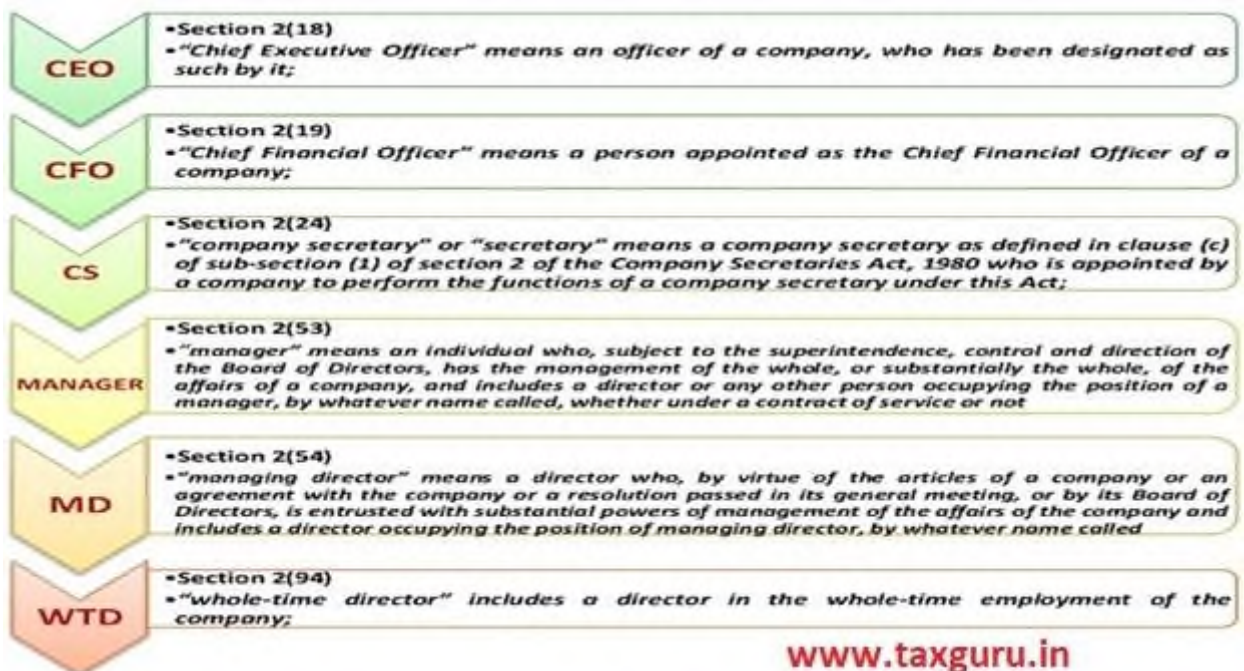 CEO
•Section 2(18)
•"Chief Executive Officer" means an officer of a company, who has been designated as
such by it;
CFO
•Section 2(19)
•"Chief Financial Officer" means a person appointed as the Chief Financial Officer of a
company;
CS
•Section 2(24)
•"company secretary" or "secretary" means a company secretary as defined in clause (c)
of sub-section (1) of section 2 of the Company Secretaries Act, 1980 who is appointed by
a company to perform the functions of a company secretary under this Act;
MANAGER
•Section 2(53)
•"manager" means an individual who, subject to the superintendence, control and direction of
the Board of Directors, has the management of the whole, or substantially the whole, of the
affairs of a company, and includes a director or any other person occupying the position of a
manager, by whatever name called, whether under a contract of service or not
MD
•Section 2(54)
•"managing director" means a director who, by virtue of the articles of a company or an
agreement with the company or a resolution passed in its general meeting, or by its Board of
Directors, is entrusted with substantial powers of management of the affairs of the company and
includes a director occupying the position of managing director, by whatever name called
WTD
•Section 2(94)
•"whole-time director" includes a director in the whole-time employment of the
company;
www.taxguru.in